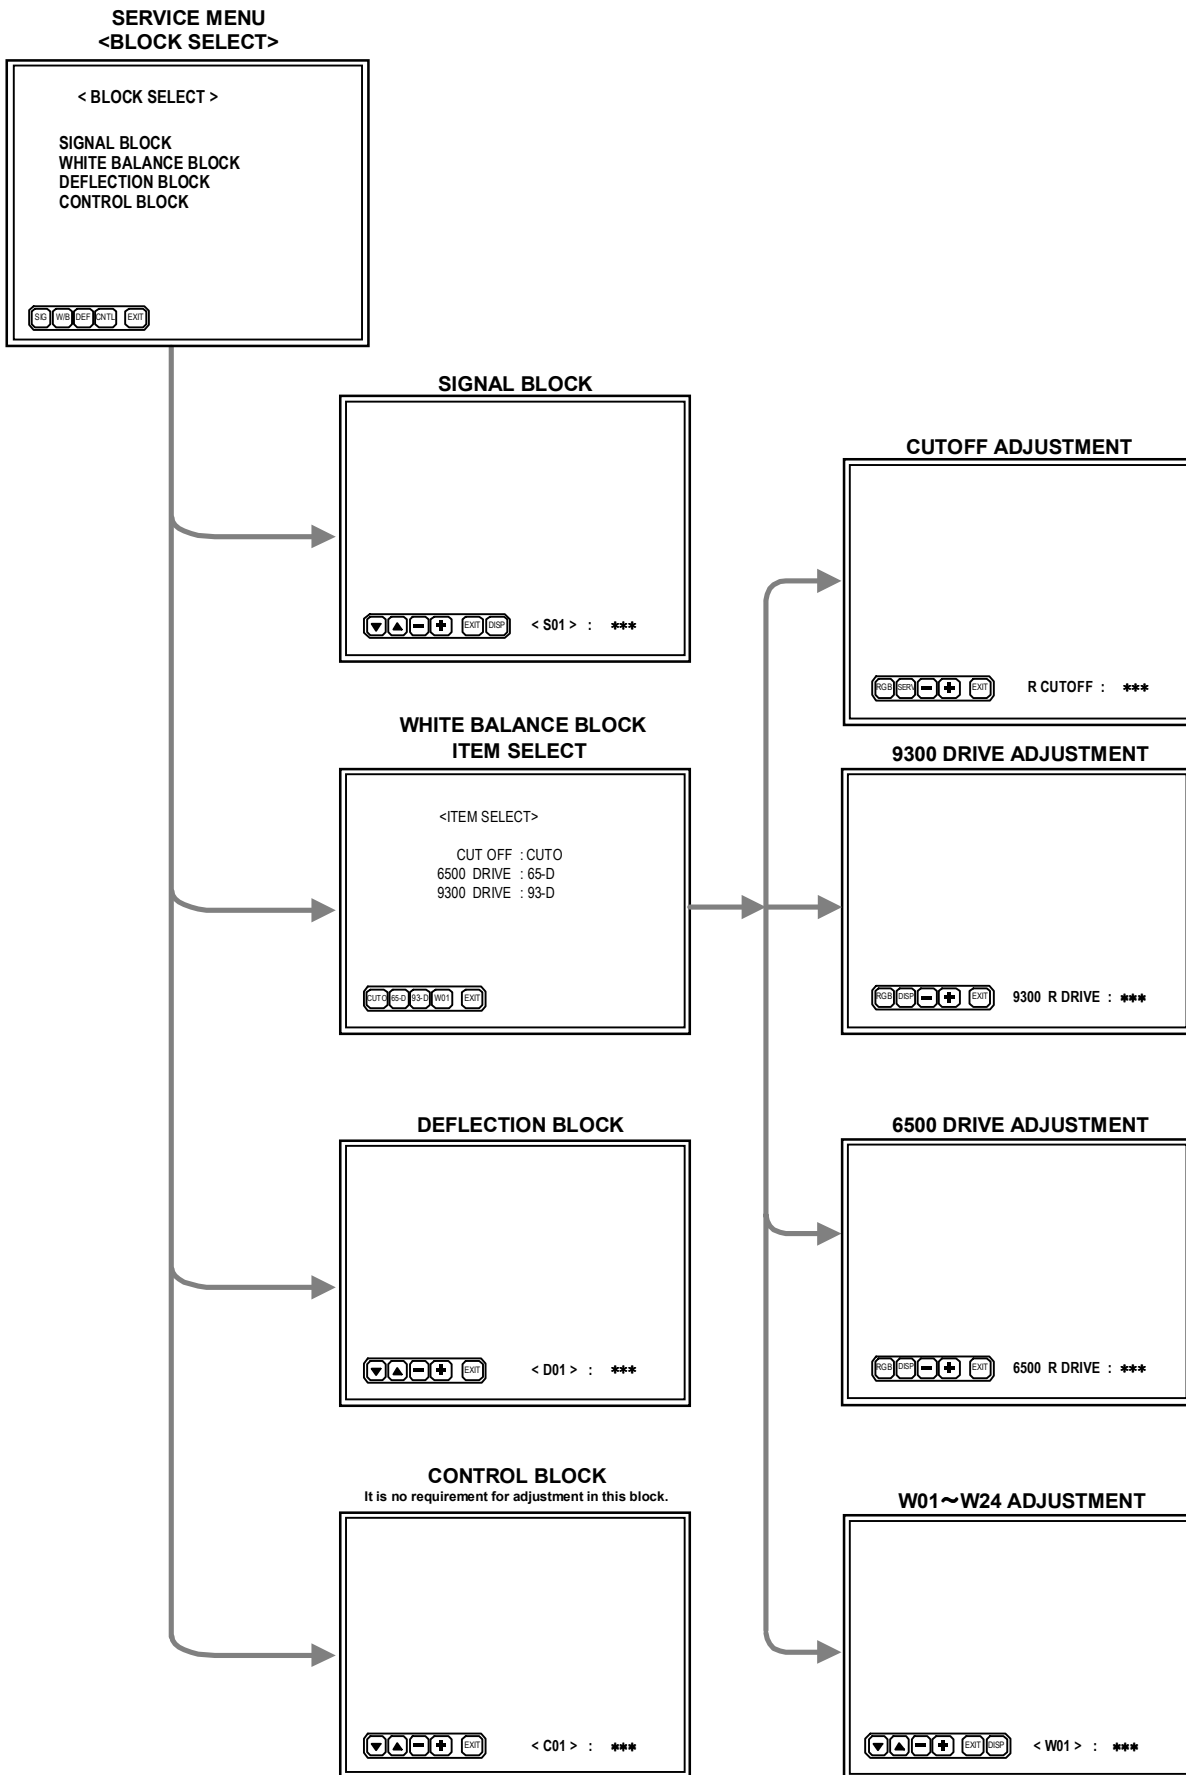 SERVICE MENU
<BLOCK SELECT>
< BLOCK SELECT >
SIGNAL BLOCK
WHITE BALANCE BLOCK
DEFLECTION BLOCK
CONTROL BLOCK
SIG W/B DEF CNTL EXIT
SIGNAL BLOCK
EXIT DISP < S01 > : ***
WHITE BALANCE BLOCK
ITEM SELECT
<ITEM SELECT>
CUT OFF : CUTO
6500 DRIVE : 65-D
9300 DRIVE : 93-D
CUTO 65-D 93-D W01 EXIT
DEFLECTION BLOCK
EXIT < D01 > : ***
CONTROL BLOCK
It is no requirement for adjustment in this block.
EXIT < C01 > : ***
CUTOFF ADJUSTMENT
RGB SERV EXIT R CUTOFF : ***
9300 DRIVE ADJUSTMENT
RGB DISP EXIT 9300 R DRIVE : ***
6500 DRIVE ADJUSTMENT
RGB DISP EXIT 6500 R DRIVE : ***
W01～W24 ADJUSTMENT
EXIT DISP < W01 > : ***